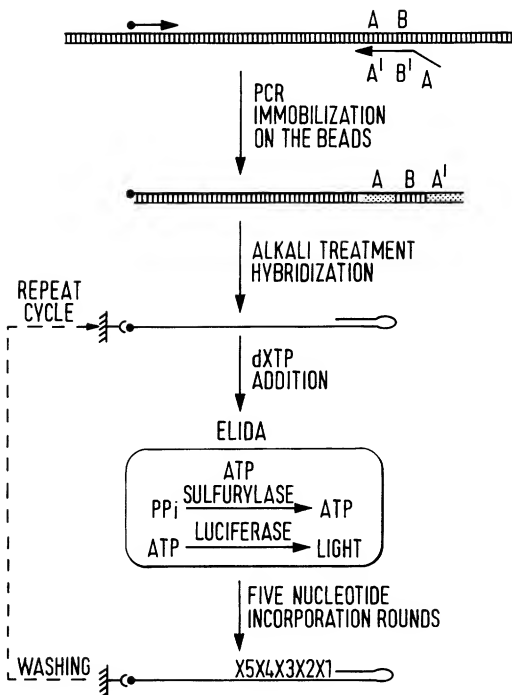 A B
A' B' A
PCR
IMMOBILIZATION
ON THE BEADS
A B A'
ALKALI TREATMENT
HYBRIDIZATION
REPEAT
CYCLE
dXTP
ADDITION
ELIDA
ATP
SULFURYLASE
PPi ATP
LUCIFERASE
ATP LIGHT
FIVE NUCLEOTIDE
INCORPORATION ROUNDS
WASHING X5X4X3X2X1